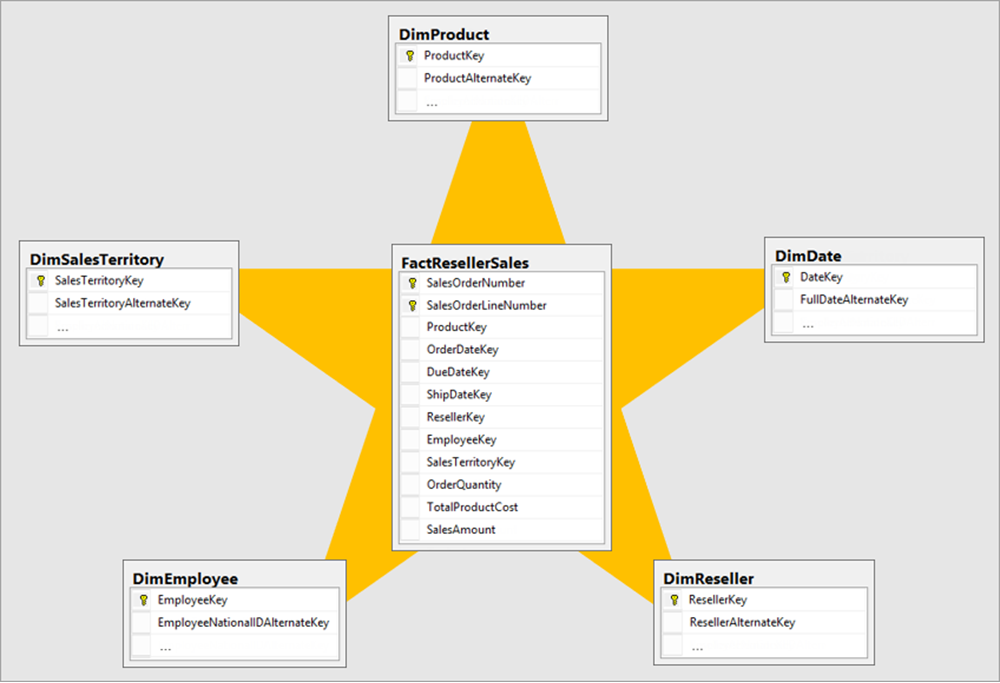 DimProduct
ProductKey
ProductAlternateKey
...
DimSalesTerritory
SalesTerritoryKey
SalesTerritoryAlternateKey
...
FactResellerSales
SalesOrderNumber
SalesOrderLineNumber
ProductKey
OrderDateKey
DueDateKey
ShipDateKey
ResellerKey
EmployeeKey
SalesTerritoryKey
OrderQuantity
TotalProductCost
SalesAmount
DimDate
DateKey
FullDateAlternateKey
...
DimEmployee
EmployeeKey
EmployeeNationalIDAlternateKey
...
DimReseller
ResellerKey
ResellerAlternateKey
...